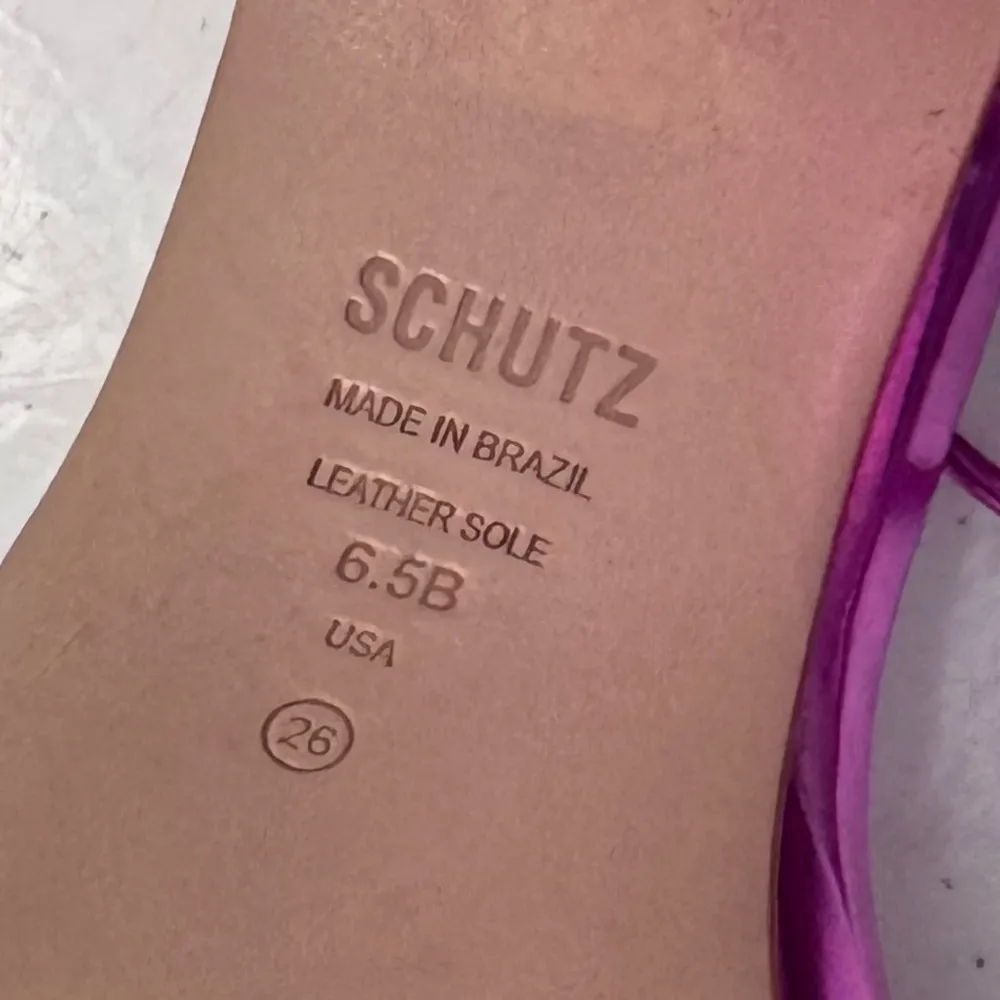 SCHUTZ
MADE IN BRAZIL
LEATHER SOLE
6.5B
USA
26